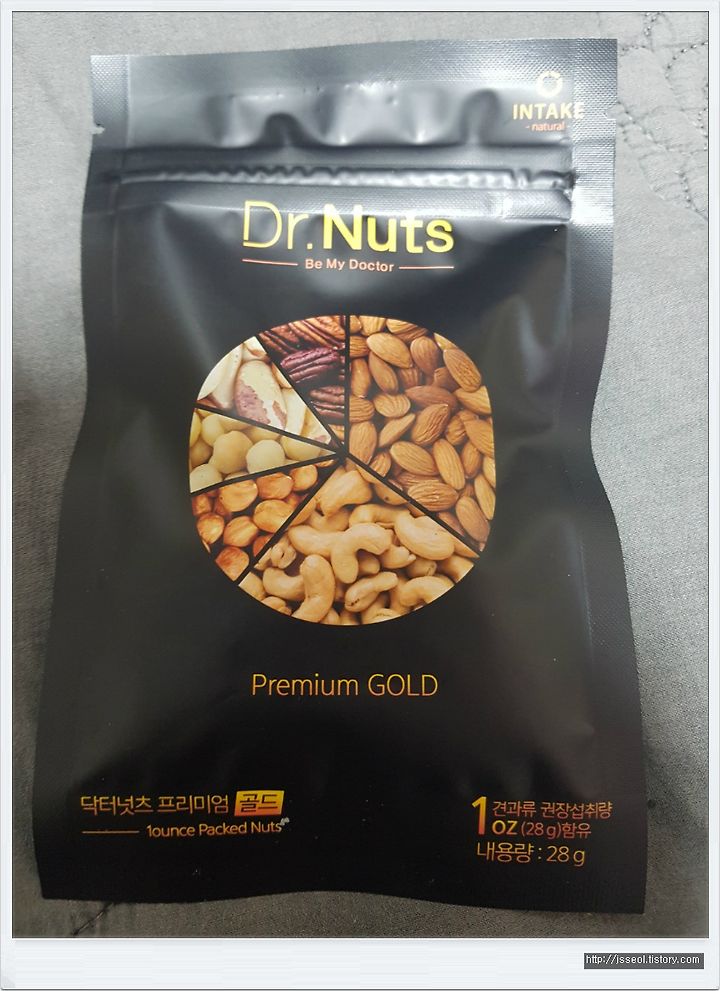 INTAKE
- natural -
Dr.Nuts
Be My Doctor
Premium GOLD
닥터넛츠 프리미엄 골드
1ounce Packed Nuts
1 견과류 권장섭취량
oz (28 g)함유
내용량 : 28 g
http://jsseol.tistory.com